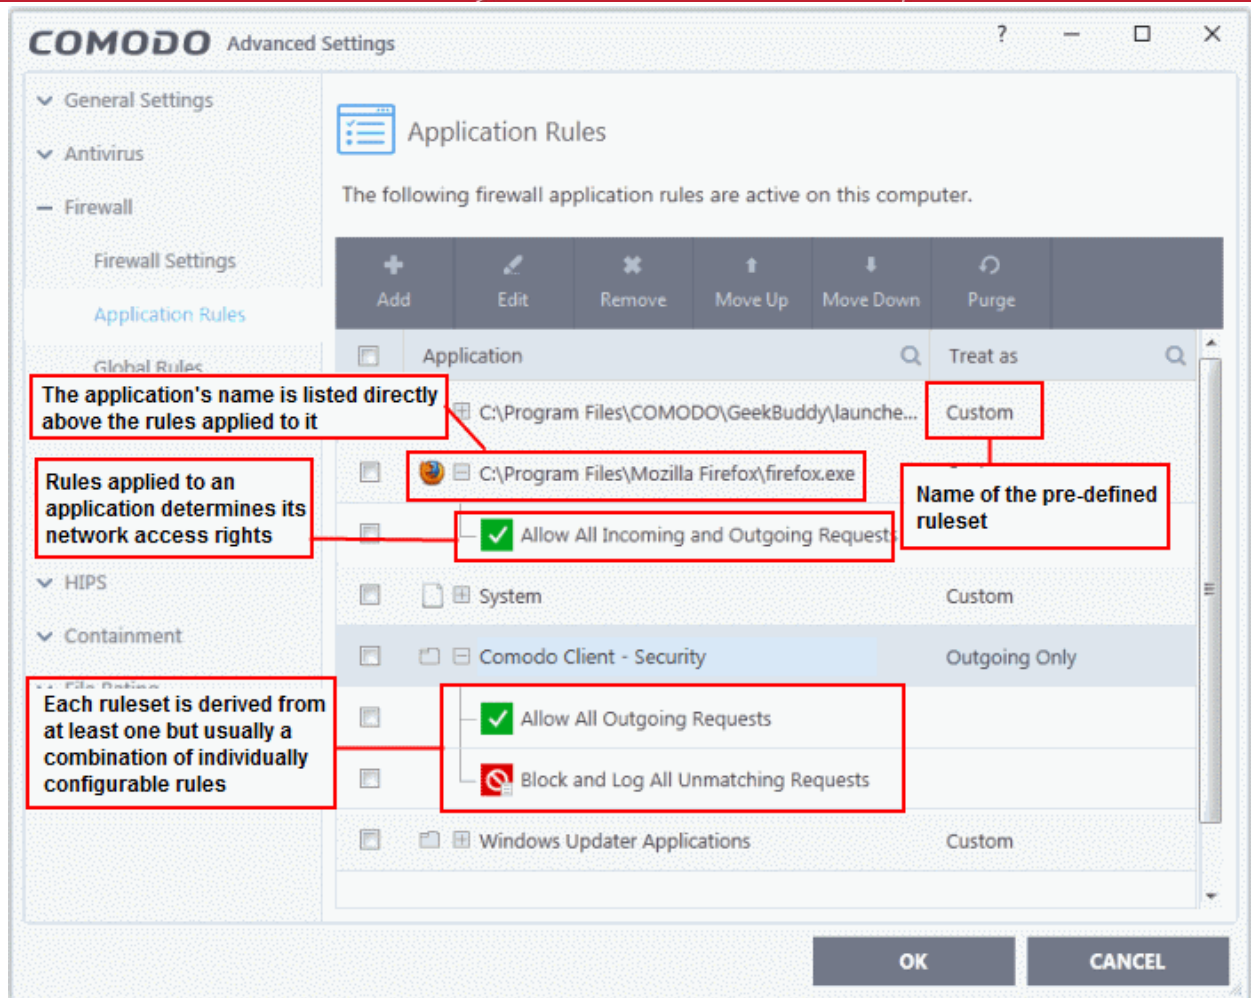 COMODO Advanced Settings
?
General Settings
Antivirus
Firewall
Firewall Settings
Application Rules
Global Rules
HIPS
Containment
File Rating
Application Rules
The following firewall application rules are active on this computer.
Add Edit Remove Move Up Move Down Purge
Application Treat as
C:\Program Files\COMODO\GeekBuddy\launche... Custom
C:\Program Files\Mozilla Firefox\firefox.exe
Allow All Incoming and Outgoing Requests
System Custom
Comodo Client - Security Outgoing Only
Allow All Outgoing Requests
Block and Log All Unmatching Requests
Windows Updater Applications Custom
The application's name is listed directly
above the rules applied to it
Rules applied to an
application determines its
network access rights
Name of the pre-defined
ruleset
Each ruleset is derived from
at least one but usually a
combination of individually
configurable rules
OK CANCEL